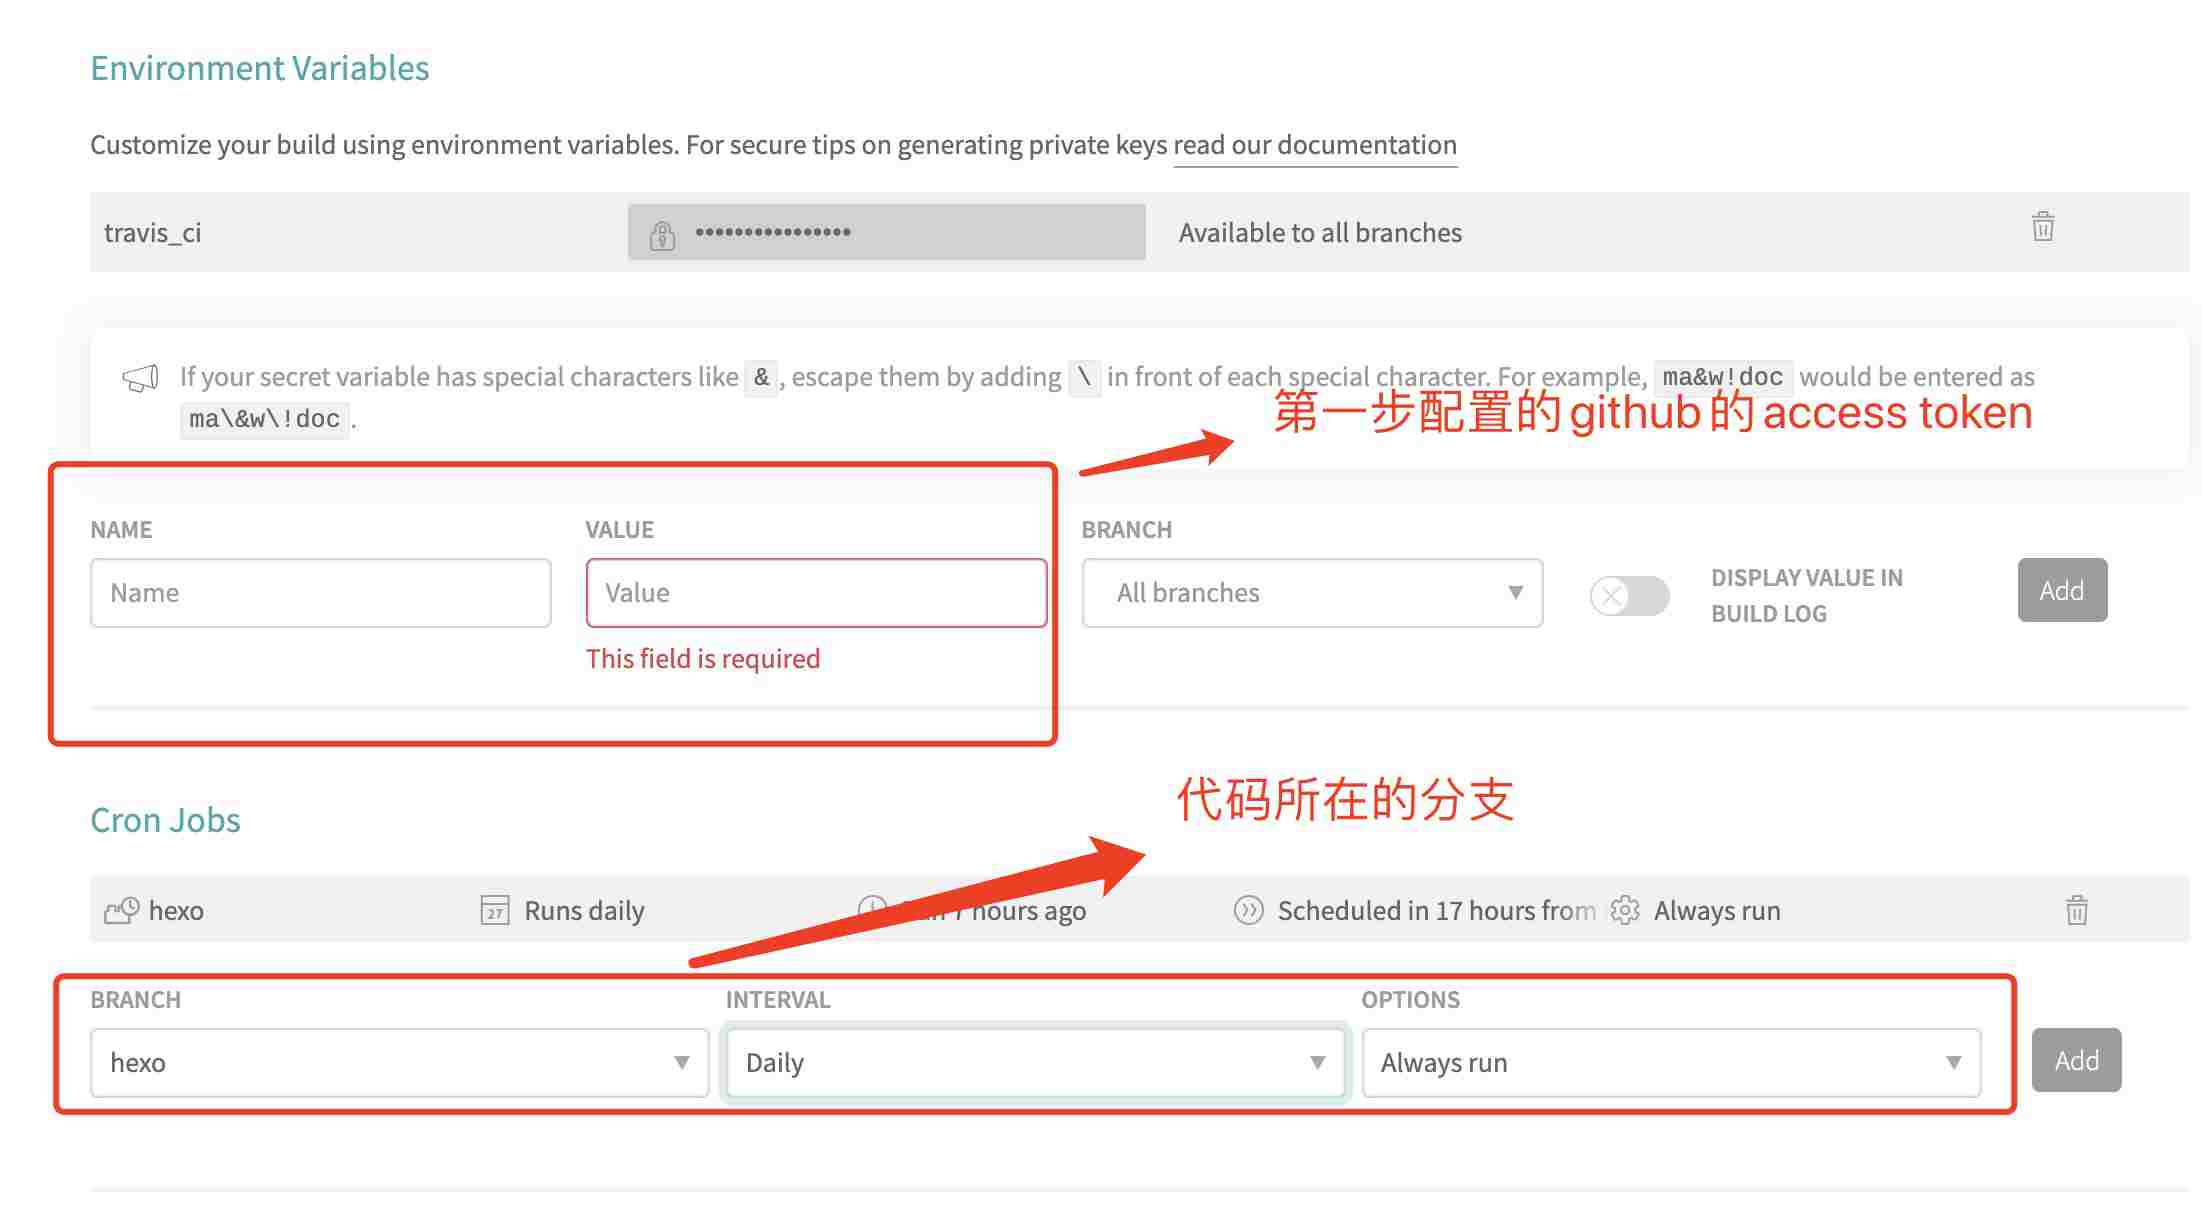 Environment Variables
Customize your build using environment variables. For secure tips on generating private keys read our documentation
travis_ci •••••••••••••••• Available to all branches
If your secret variable has special characters like & , escape them by adding \ in front of each special character. For example, ma&w!doc would be entered as
ma\&w\!doc .
第一步配置的github的access token
NAME VALUE BRANCH
Name Value All branches DISPLAY VALUE IN BUILD LOG Add
This field is required
代码所在的分支
Cron Jobs
hexo 27 Runs daily 7 hours ago Scheduled in 17 hours from Always run
BRANCH INTERVAL OPTIONS
hexo Daily Always run Add